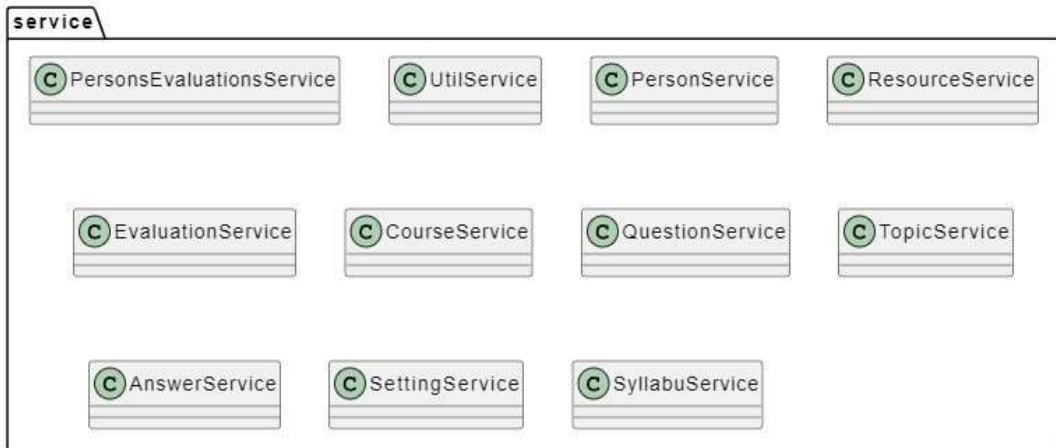 service
C PersonsEvaluationsService
C UtilService
C PersonService
C ResourceService
C EvaluationService
C CourseService
C QuestionService
C TopicService
C AnswerService
C SettingService
C SyllabuService